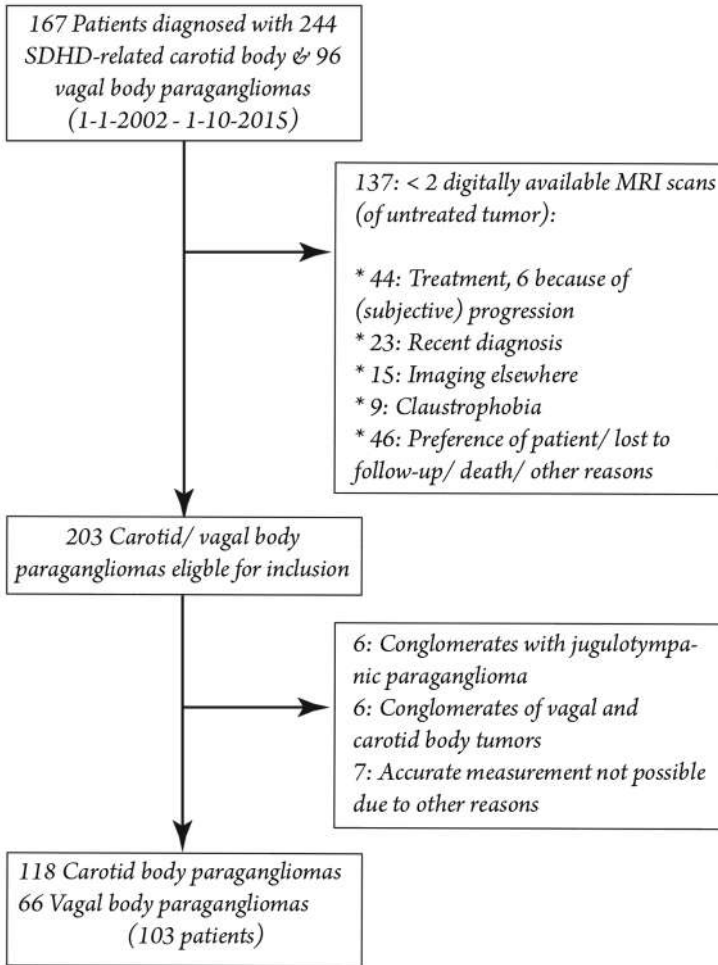 167 Patients diagnosed with 244
SDHD-related carotid body & 96
vagal body paragangliomas
(1-1-2002 - 1-10-2015)
137: < 2 digitally available MRI scans
(of untreated tumor):
* 44: Treatment, 6 because of
(subjective) progression
* 23: Recent diagnosis
* 15: Imaging elsewhere
* 9: Claustrophobia
* 46: Preference of patient/ lost to
follow-up/ death/ other reasons
203 Carotid/ vagal body
paragangliomas eligble for inclusion
6: Conglomerates with jugulotympa-
nic paraganglioma
6: Conglomerates of vagal and
carotid body tumors
7: Accurate measurement not possible
due to other reasons
118 Carotid body paragangliomas
66 Vagal body paragangliomas
(103 patients)